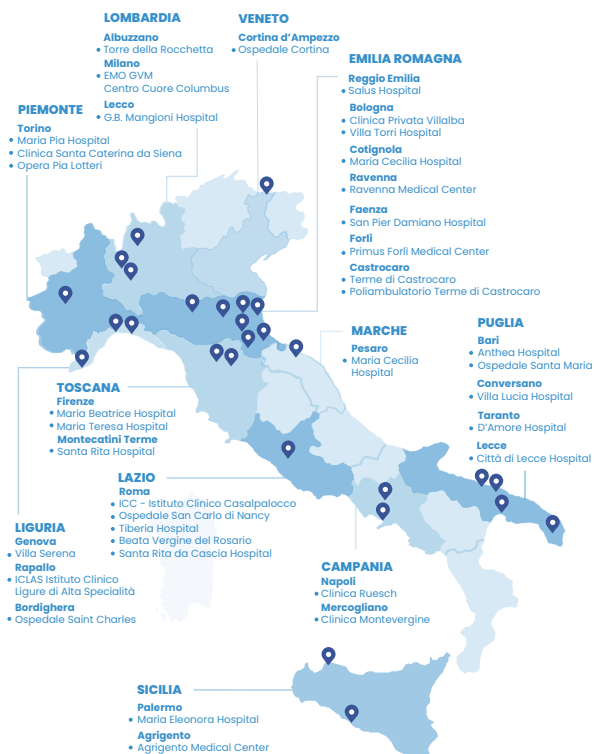 LOMBARDIA
Albuzzano
• Torre della Rocchetta
Milano
• EMO GVM
Centro Cuore Columbus
Lecco
• G.B. Mangioni Hospital
VENETO
Cortina d’Ampezzo
• Ospedale Cortina
EMILIA ROMAGNA
Reggio Emilia
• Salus Hospital
Bologna
• Clinica Privata Villalba
• Villa Torri Hospital
Cotignola
• Maria Cecilia Hospital
Ravenna
• Ravenna Medical Center
Faenza
• San Pier Damiano Hospital
Forlì
• Primus Forlì Medical Center
Castrocaro
• Terme di Castrocaro
• Poliambulatorio Terme di Castrocaro
PIEMONTE
Torino
• Maria Pia Hospital
• Clinica Santa Caterina da Siena
• Opera Pia Lotteri
MARCHE
Pesaro
• Maria Cecilia
Hospital
PUGLIA
Bari
• Anthea Hospital
• Ospedale Santa Maria
Conversano
• Villa Lucia Hospital
Taranto
• D’Amore Hospital
Lecce
• Città di Lecce Hospital
TOSCANA
Firenze
• Maria Beatrice Hospital
• Maria Teresa Hospital
Montecatini Terme
• Santa Rita Hospital
LAZIO
Roma
• ICC - Istituto Clinico Casalpalocco
• Ospedale San Carlo di Nancy
• Tiberia Hospital
• Beata Vergine del Rosario
• Santa Rita da Cascia Hospital
LIGURIA
Genova
• Villa Serena
Rapallo
• ICLAS Istituto Clinico
Ligure di Alta Specialità
Bordighera
• Ospedale Saint Charles
CAMPANIA
Napoli
• Clinica Ruesch
Mercogliano
• Clinica Montevergine
SICILIA
Palermo
• Maria Eleonora Hospital
Agrigento
• Agrigento Medical Center